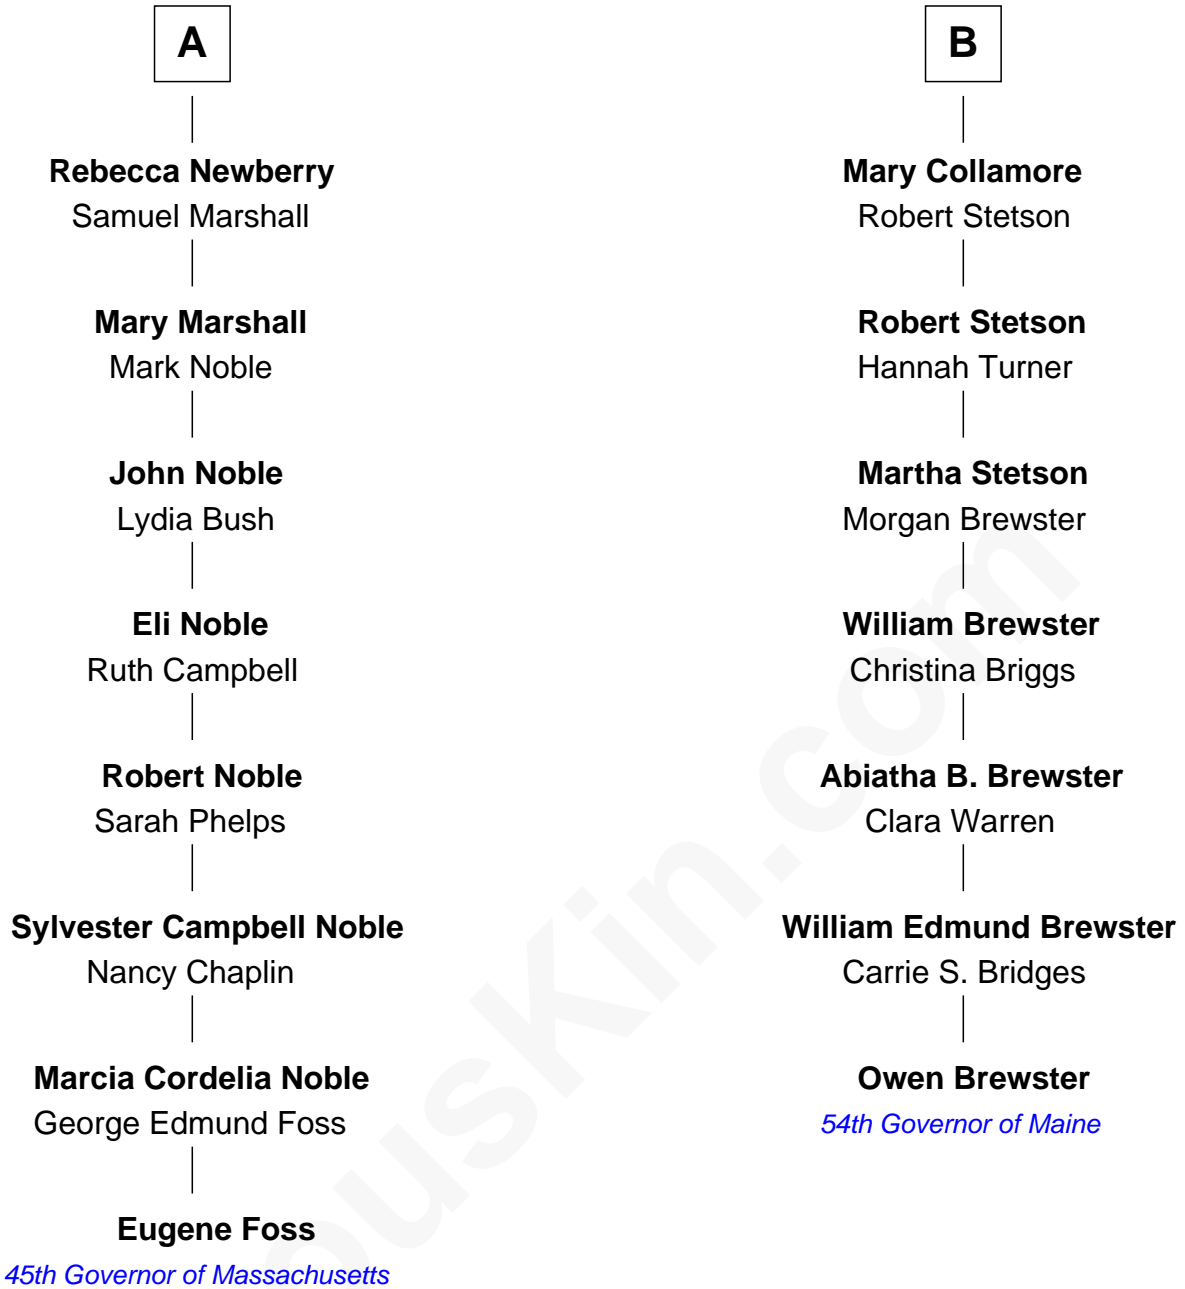 A
Rebecca Newberry
Samuel Marshall
Mary Marshall
Mark Noble
John Noble
Lydia Bush
Eli Noble
Ruth Campbell
Robert Noble
Sarah Phelps
Sylvester Campbell Noble
Nancy Chaplin
Marcia Cordelia Noble
George Edmund Foss
Eugene Foss
45th Governor of Massachusetts
B
Mary Collamore
Robert Stetson
Robert Stetson
Hannah Turner
Martha Stetson
Morgan Brewster
William Brewster
Christina Briggs
Abiatha B. Brewster
Clara Warren
William Edmund Brewster
Carrie S. Bridges
Owen Brewster
54th Governor of Maine
ousKin.com